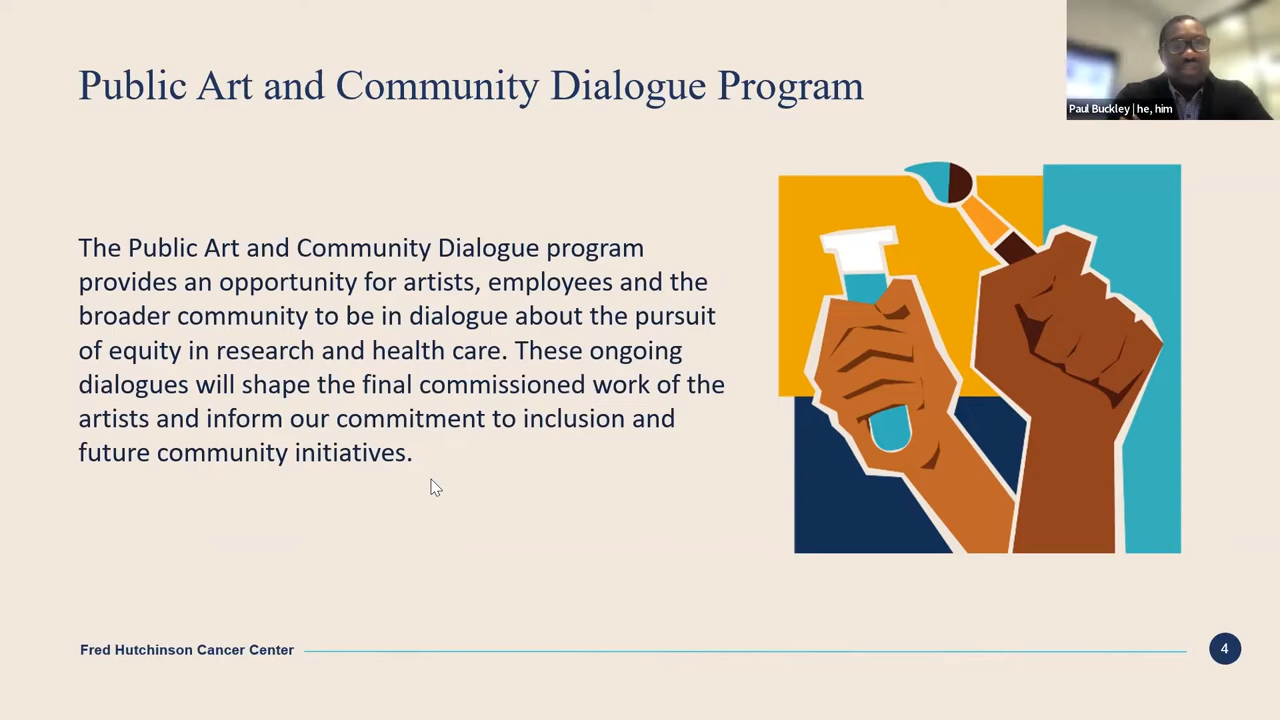 Public Art and Community Dialogue Program
Paul Buckley | he, him
The Public Art and Community Dialogue program
provides an opportunity for artists, employees and the
broader community to be in dialogue about the pursuit
of equity in research and health care. These ongoing
dialogues will shape the final commissioned work of the
artists and inform our commitment to inclusion and
future community initiatives.
Fred Hutchinson Cancer Center
4